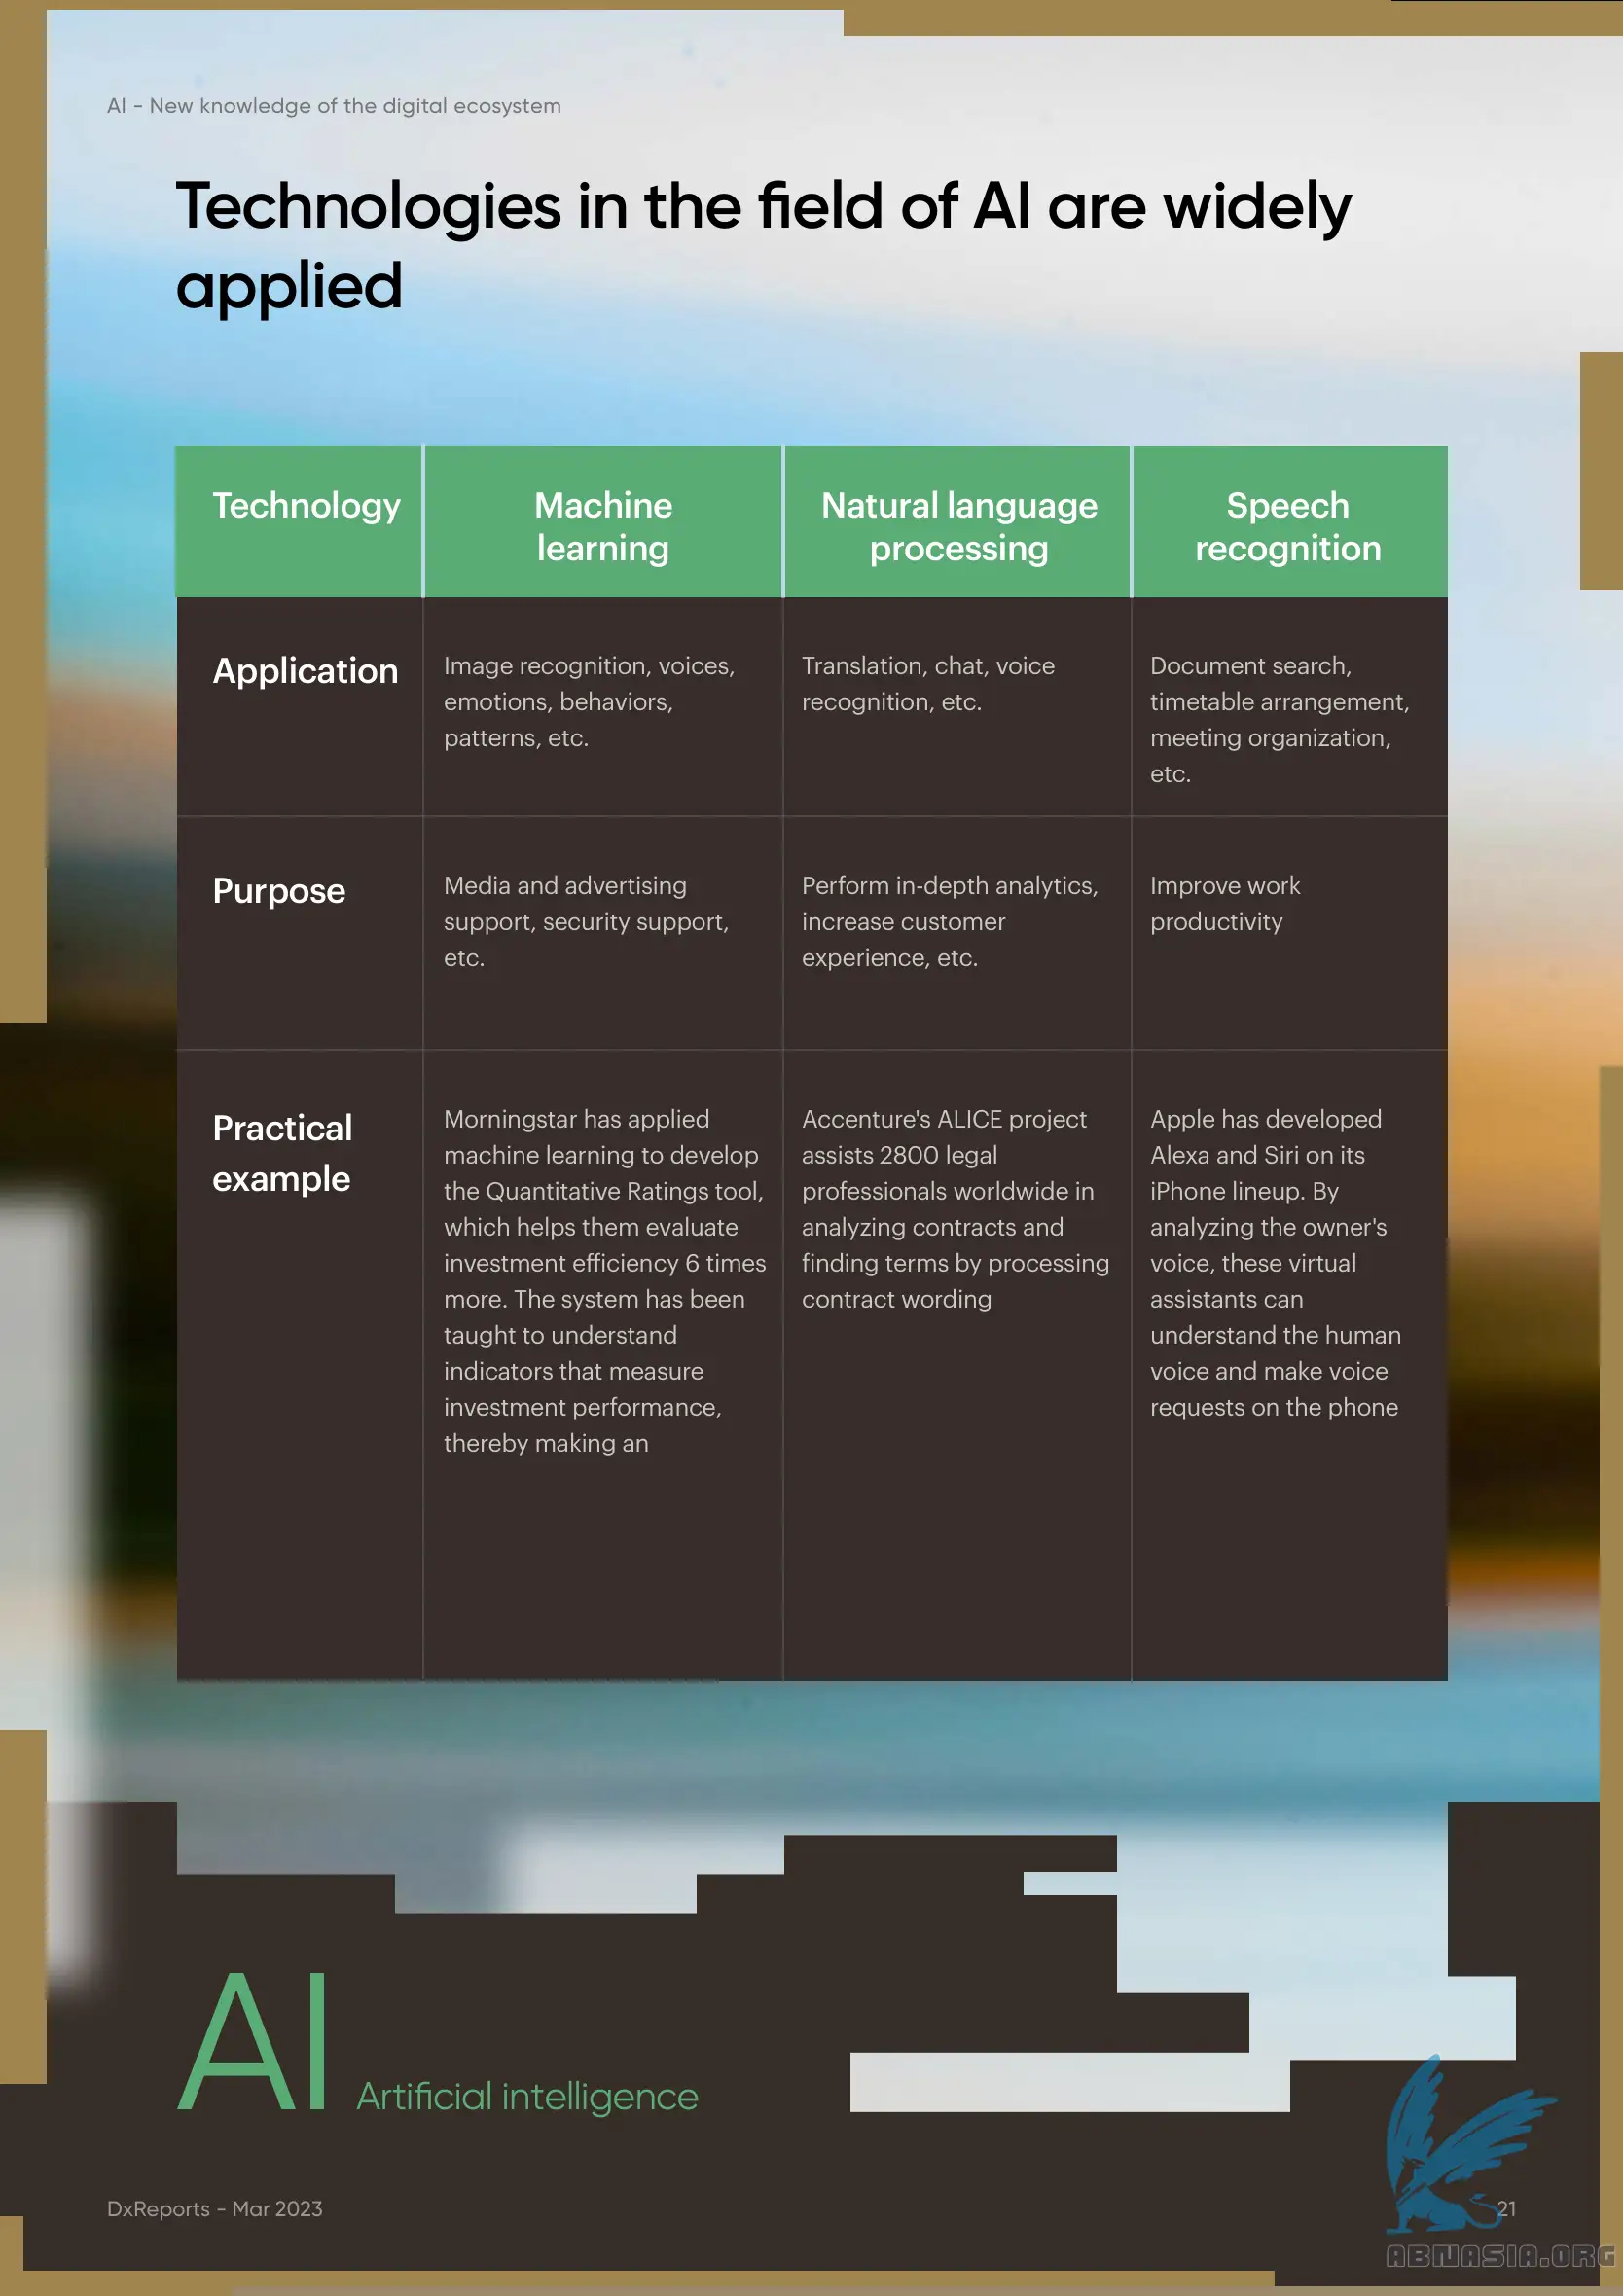 AI - New knowledge of the digital ecosystem
Technologies in the field of AI are widely
applied
Technology
Machine
learning
Natural language
processing
Speech
recognition
Application
Image recognition, voices,
emotions, behaviors,
patterns, etc.
Translation, chat, voice
recognition, etc.
Document search,
timetable arrangement,
meeting organization,
etc.
Purpose
Media and advertising
support, security support,
etc.
Perform in-depth analytics,
increase customer
experience, etc.
Improve work
productivity
Practical
example
Morningstar has applied
machine learning to develop
the Quantitative Ratings tool,
which helps them evaluate
investment efficiency 6 times
more. The system has been
taught to understand
indicators that measure
investment performance,
thereby making an
Accenture's ALICE project
assists 2800 legal
professionals worldwide in
analyzing contracts and
finding terms by processing
contract wording
Apple has developed
Alexa and Siri on its
iPhone lineup. By
analyzing the owner's
voice, these virtual
assistants can
understand the human
voice and make voice
requests on the phone
AI Artificial intelligence
DxReports - Mar 2023
21
ABNASIA.ORG